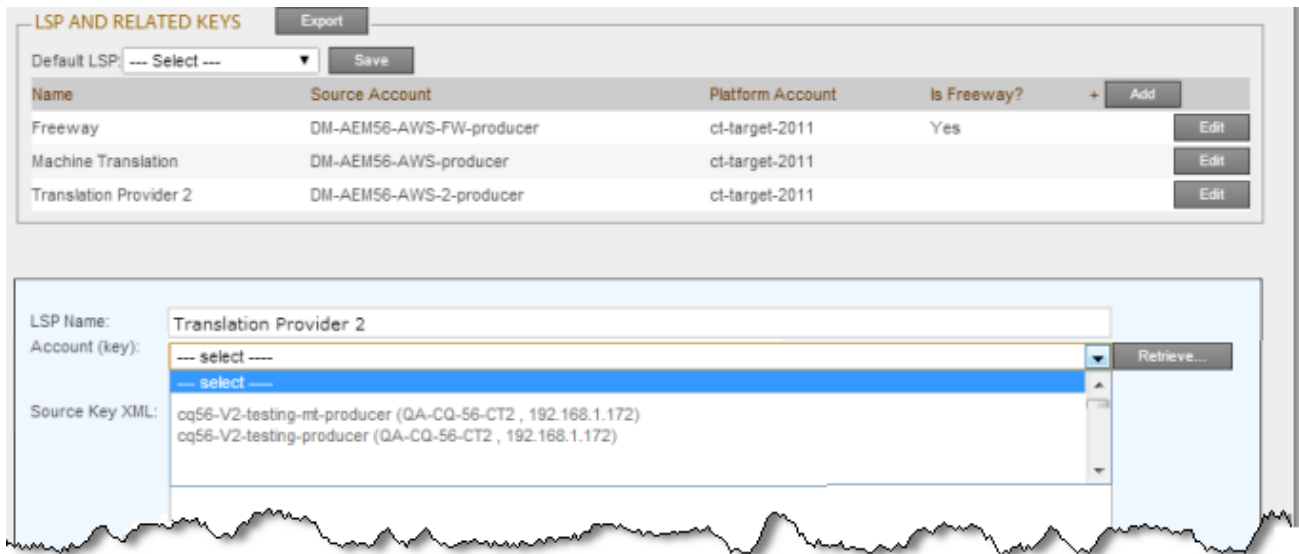 LSP AND RELATED KEYS Export
Default LSP: --- Select --- Save
Name Source Account Platform Account Is Freeway? + Add
Freeway DM-AEM56-AWS-FW-producer ct-target-2011 Yes Edit
Machine Translation DM-AEM56-AWS-producer ct-target-2011 Edit
Translation Provider 2 DM-AEM56-AWS-2-producer ct-target-2011 Edit
LSP Name: Translation Provider 2
Account (key): --- select ---- Retrieve...
--- select ----
Source Key XML: cq56-V2-testing-mt-producer (QA-CQ-56-CT2 , 192.168.1.172)
cq56-V2-testing-producer (QA-CQ-56-CT2 , 192.168.1.172)